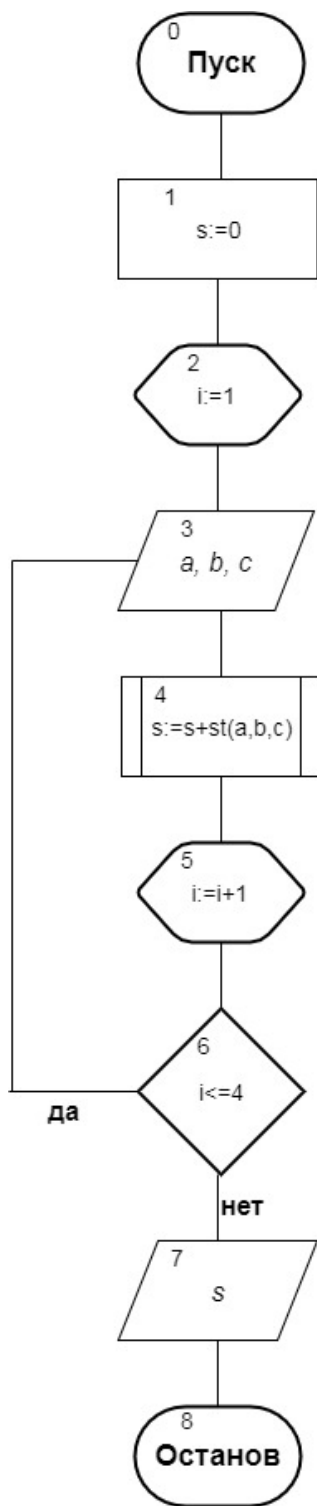 0
Пуск
1
s:=0
2
i:=1
3
a, b, c
4
s:=s+st(a,b,c)
5
i:=i+1
6
i<=4
да
нет
7
s
8
Останов